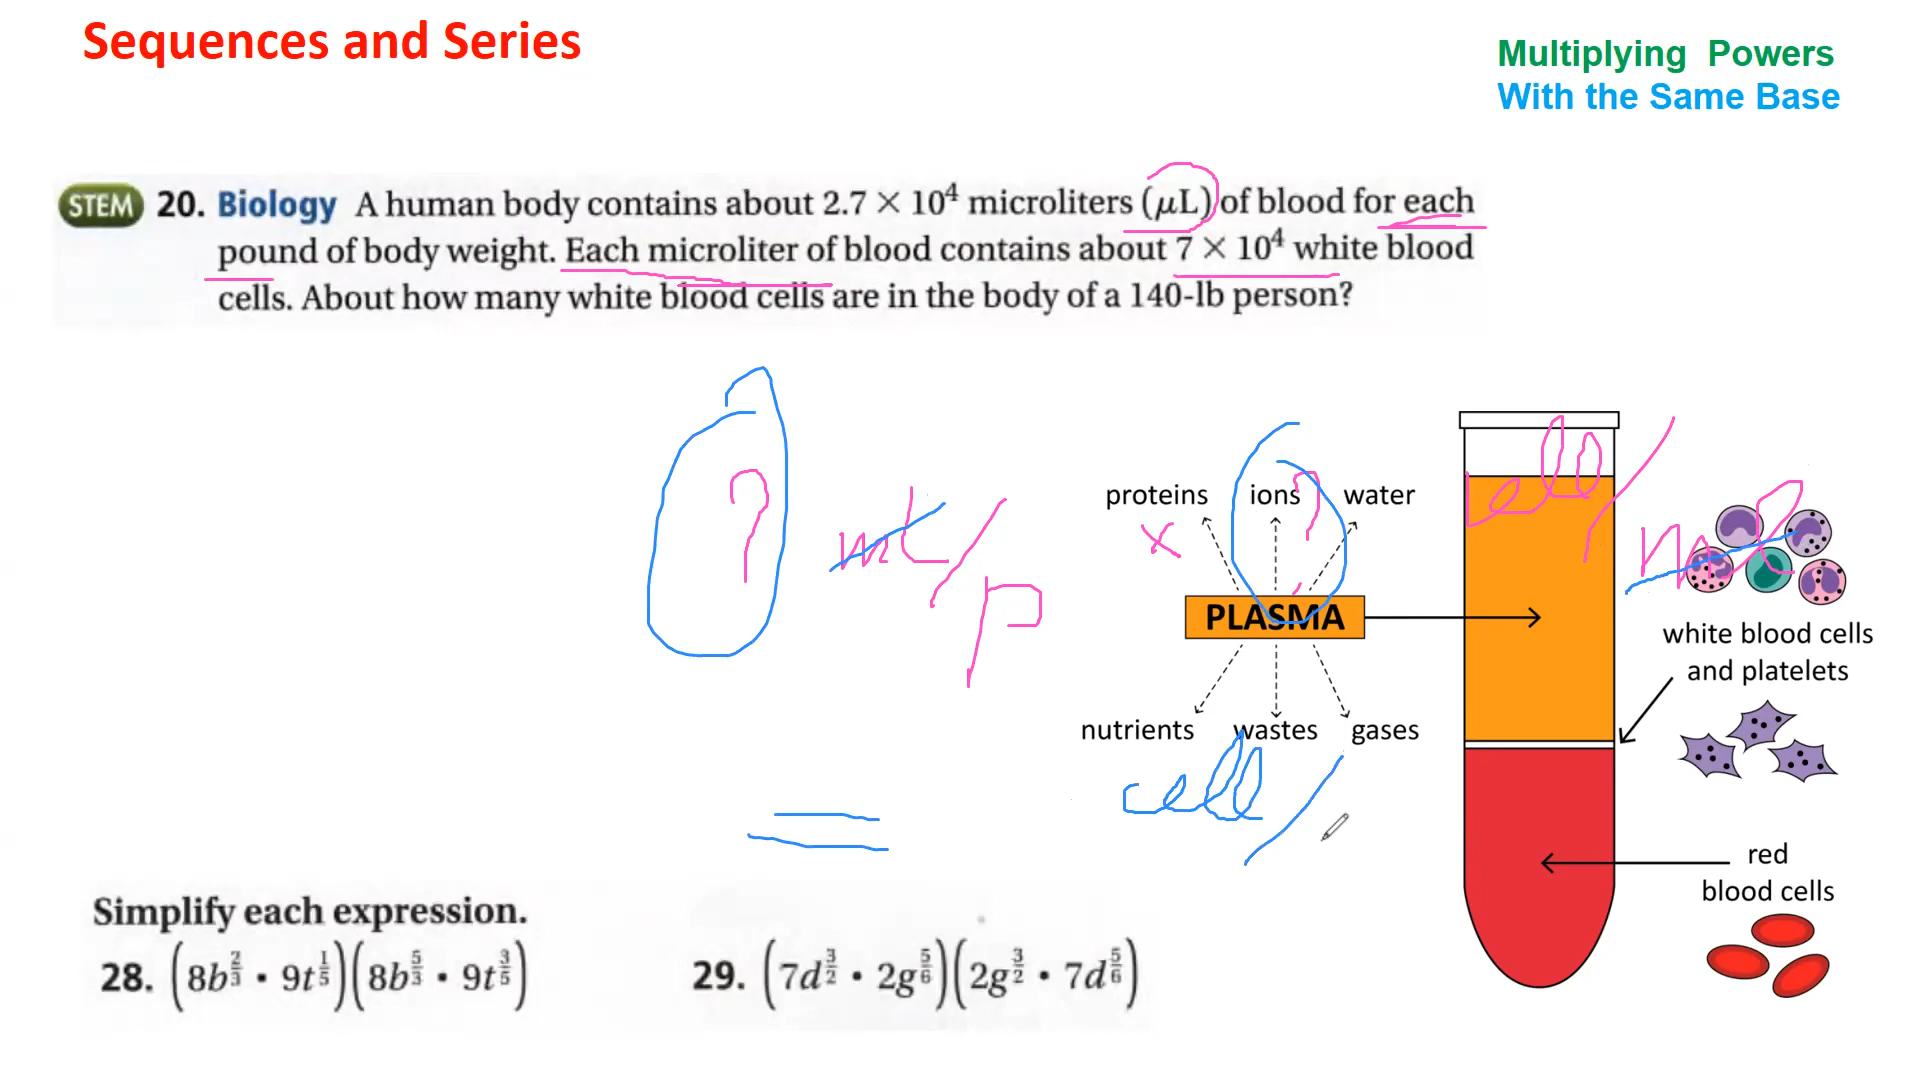 Sequences and Series
Multiplying Powers
With the Same Base
STEM 20. Biology A human body contains about 2.7 × 10⁴ microliters (μL) of blood for each
pound of body weight. Each microliter of blood contains about 7 × 10⁴ white blood
cells. About how many white blood cells are in the body of a 140-lb person?
? mL/p
× ? cell/mL
proteins ions water
PLASMA
nutrients wastes gases
white blood cells
and platelets
= cell/
red
blood cells
Simplify each expression.
28. (8b^{2/3} • 9t^{1/5})(8b^{5/3} • 9t^{3/5})
29. (7d^{3/2} • 2g^{5/6})(2g^{3/2} • 7d^{5/6})